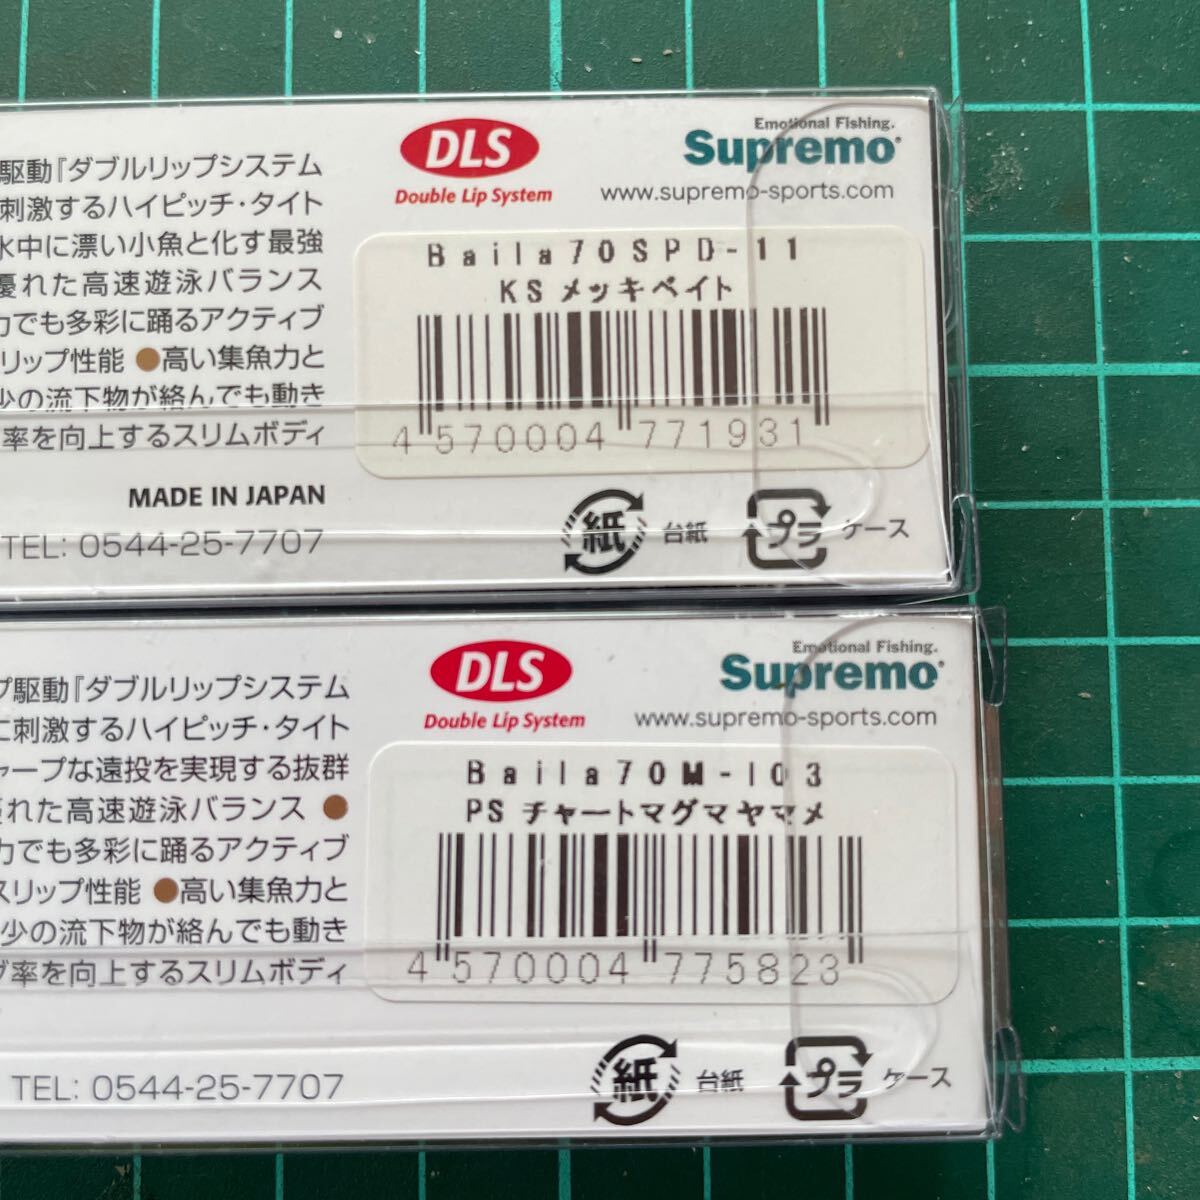 駆動『ダブルリップシステム
刺激するハイピッチ・タイト
水中に漂い小魚と化す最強
優れた高速遊泳バランス
力でも多彩に踊るアクティブ
リップ性能 ●高い集魚力と
少の流下物が絡んでも動き
率を向上するスリムボディ
MADE IN JAPAN
TEL: 0544-25-7707
DLS
Double Lip System
Emotional Fishing.
Supremo
www.supremo-sports.com
Baila70SPD-11
KS メッキベイト
4 570004 771931
紙 台紙
プラ ケース
プ駆動『ダブルリップシステム
に刺激するハイピッチ・タイト
ャープな遠投を実現する抜群
優れた高速遊泳バランス ●
力でも多彩に踊るアクティブ
スリップ性能 ●高い集魚力と
少の流下物が絡んでも動き
グ率を向上するスリムボディ
TEL: 0544-25-7707
DLS
Double Lip System
Emotional Fishing.
Supremo
www.supremo-sports.com
Baila70M-103
PS チャートマグマヤマメ
4 570004 775823
紙 台紙
プラ ケース